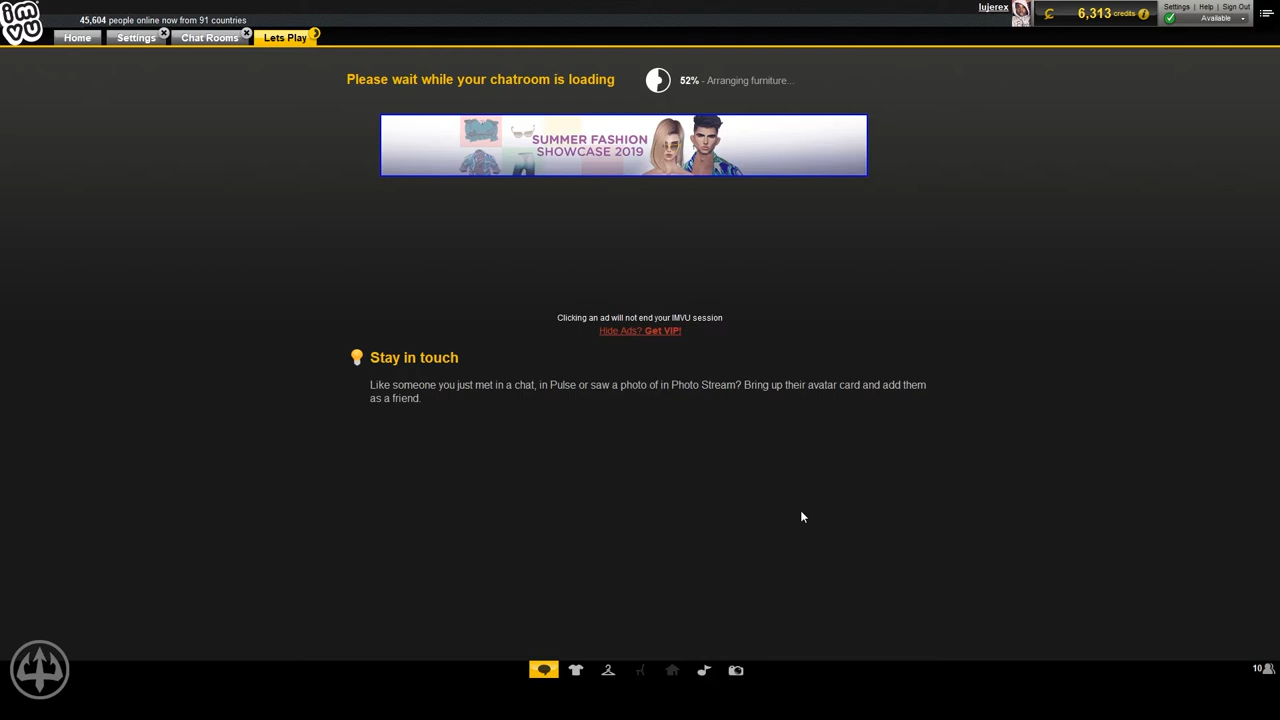 imvu
45,604 people online now from 91 countries
lujerex
6,313 credits
Settings | Help | Sign Out
Available
Home
Settings
Chat Rooms
Lets Play
Please wait while your chatroom is loading
52% - Arranging furniture...
SUMMER FASHION
SHOWCASE 2019
Clicking an ad will not end your IMVU session
Hide Ads? Get VIP!
Stay in touch
Like someone you just met in a chat, in Pulse or saw a photo of in Photo Stream? Bring up their avatar card and add them
as a friend.
10